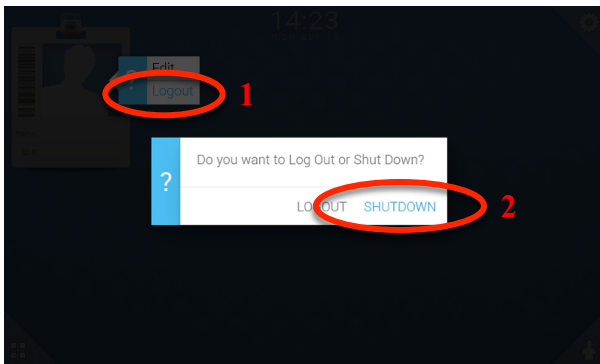 14:23
Edit
?
Logout
1
Do you want to Log Out or Shut Down?
?
LOGOUT SHUTDOWN
2